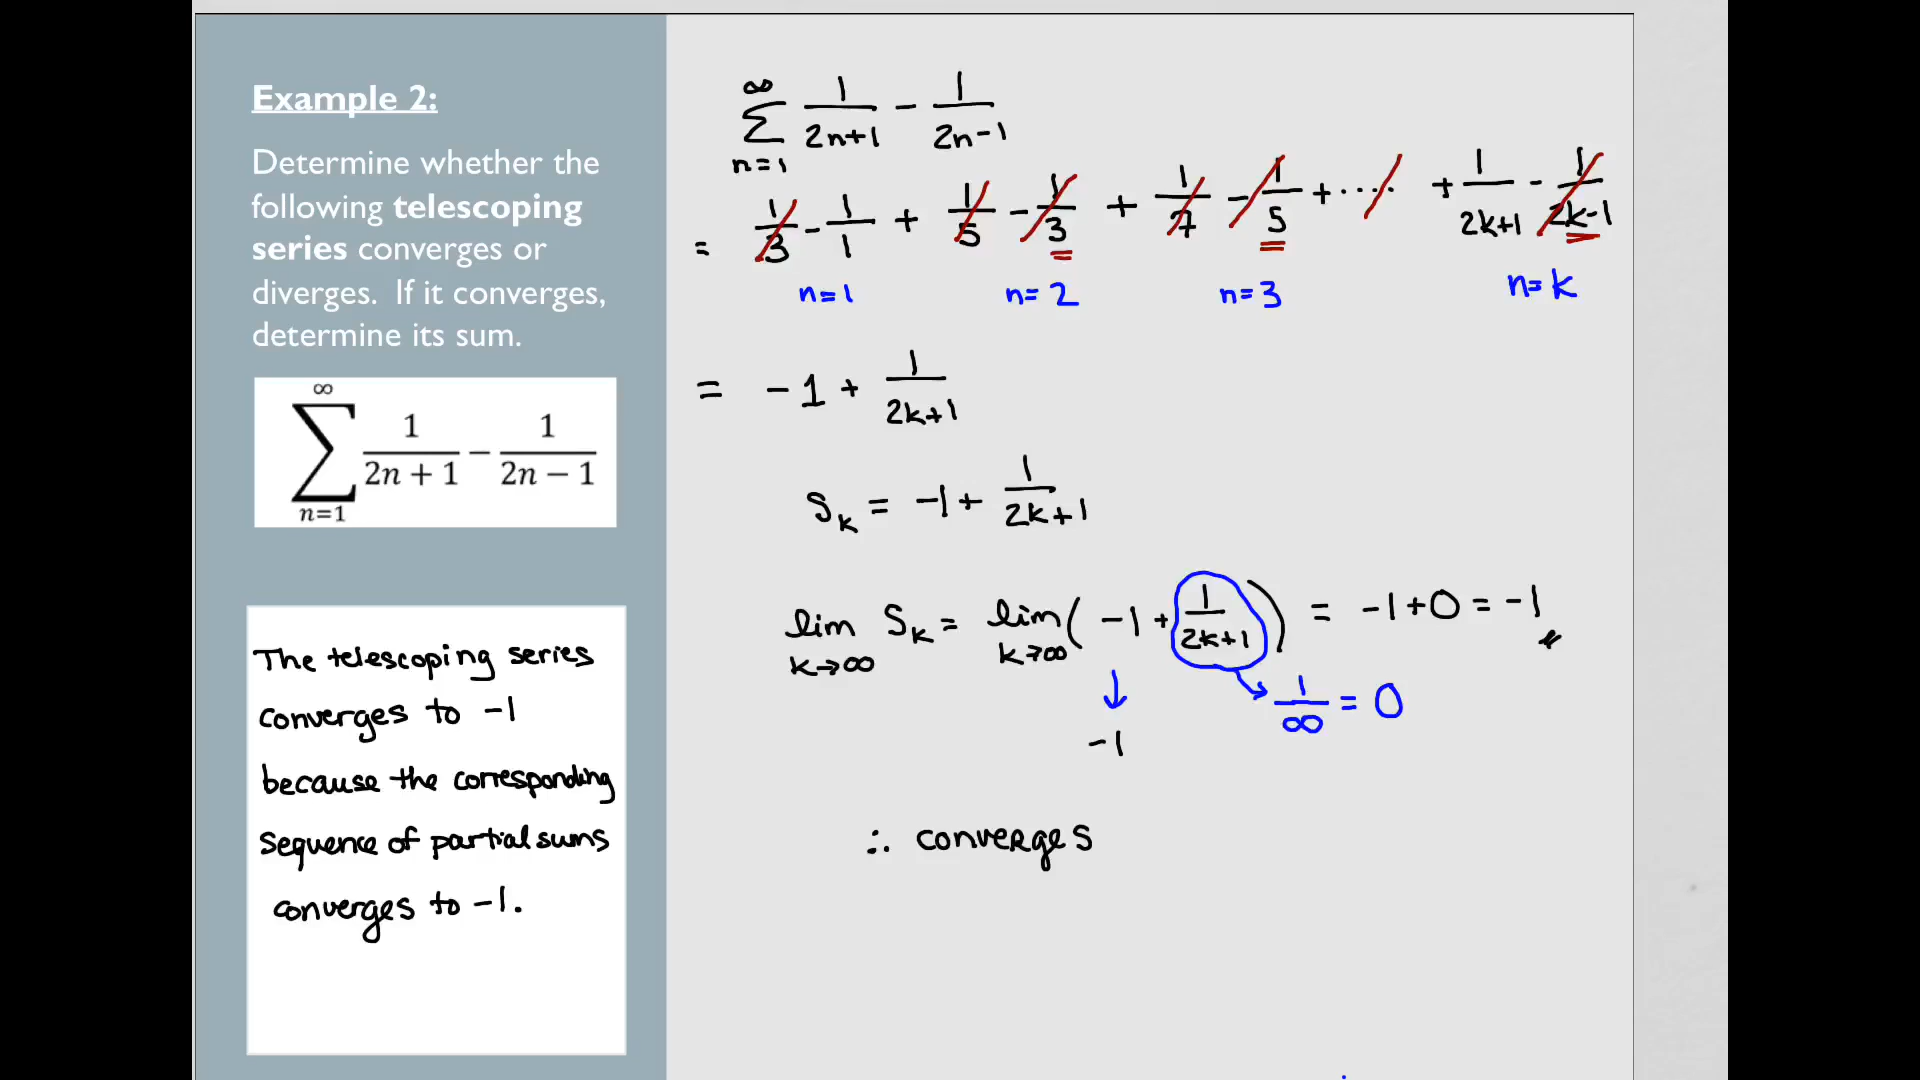 Example 2:
Determine whether the
following telescoping
series converges or
diverges. If it converges,
determine its sum.
∞
∑ 1/(2n + 1) − 1/(2n − 1)
n=1
The telescoping series
converges to -1
because the corresponding
sequence of partial sums
converges to -1.
∞
∑ 1/(2n+1) - 1/(2n-1)
n=1
= 1/3 - 1/1 + 1/5 - 1/3 + 1/7 - 1/5 + ..... + 1/(2k+1) - 1/(2k-1)
n=1 n=2 n=3 n=k
= -1 + 1/(2k+1)
S_k = -1 + 1/(2k+1)
lim S_k = lim ( -1 + 1/(2k+1) ) = -1+0 = -1
k→∞ k→∞
↓ 1/∞ = 0
-1
∴ converges